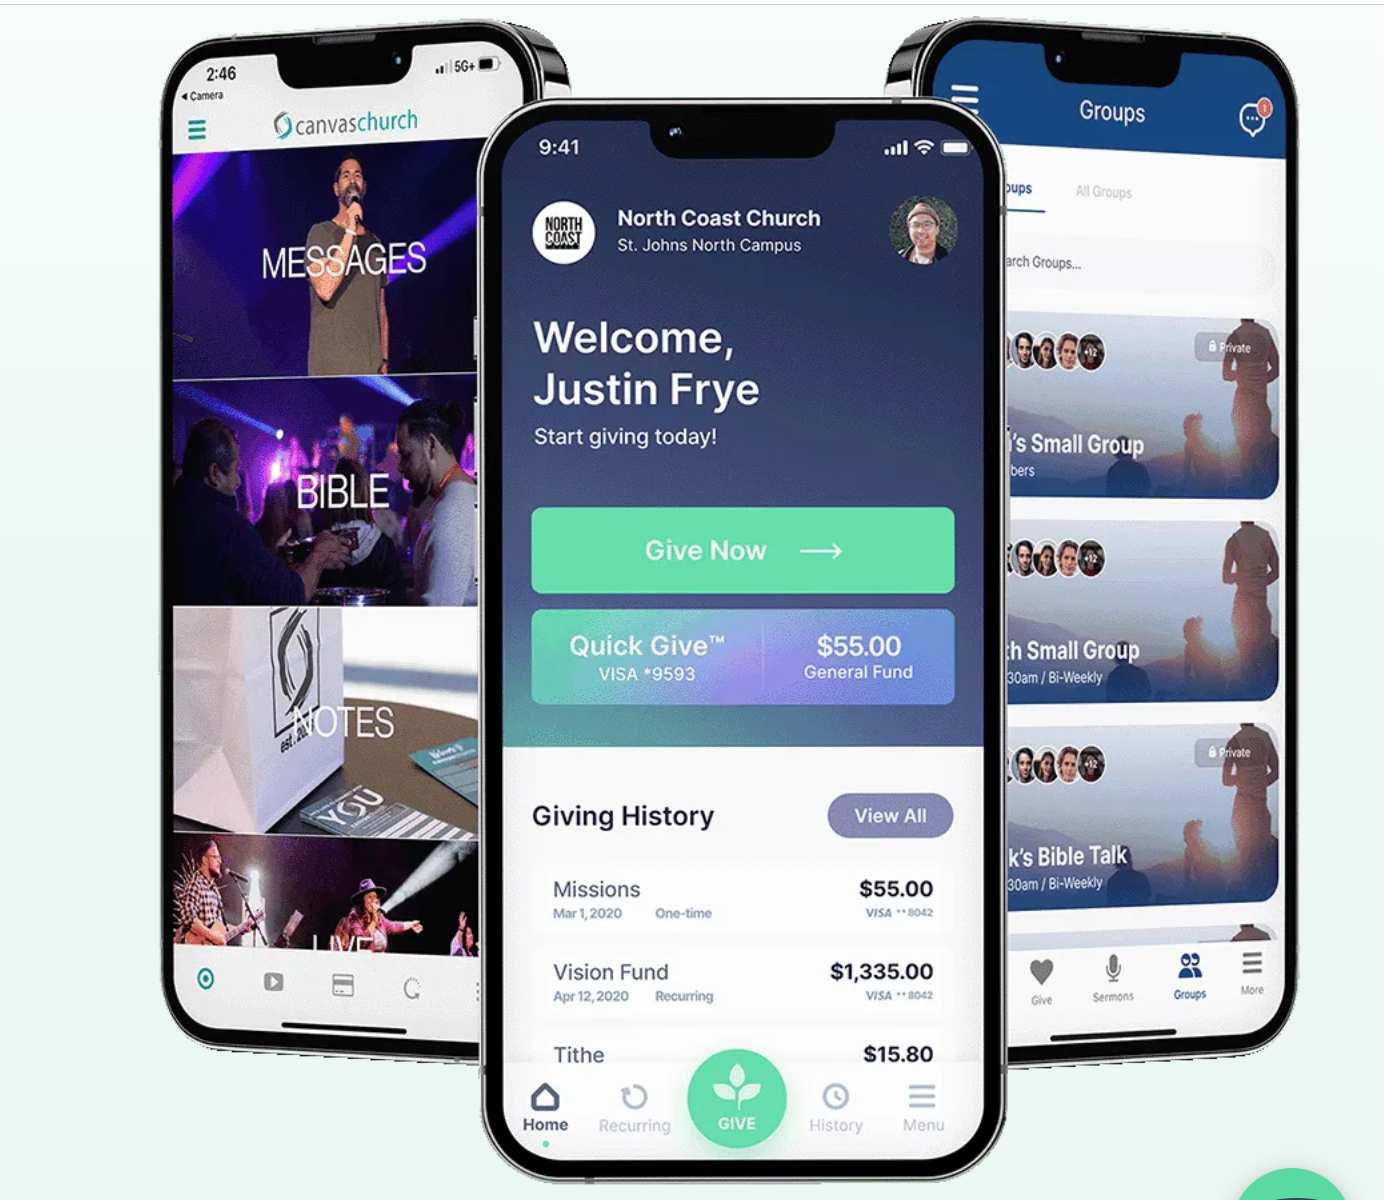 2:46
5G+
Camera
canvaschurch
MESSAGES
BIBLE
NOTES
YOU
LIVE
9:41
NORTH
COAST
North Coast Church
St. Johns North Campus
Welcome,
Justin Frye
Start giving today!
Give Now
Quick Give™
VISA *9593
$55.00
General Fund
Giving History
View All
Missions
$55.00
Mar 1, 2020
One-time
VISA **8042
Vision Fund
$1,335.00
Apr 12, 2020
Recurring
VISA **8042
Tithe
$15.80
Home
Recurring
GIVE
History
Menu
Groups
1
oups
All Groups
arch Groups...
+12
Private
's Small Group
bers
+12
th Small Group
30am / Bi-Weekly
+12
Private
k's Bible Talk
30am / Bi-Weekly
Give
Sermons
Groups
More